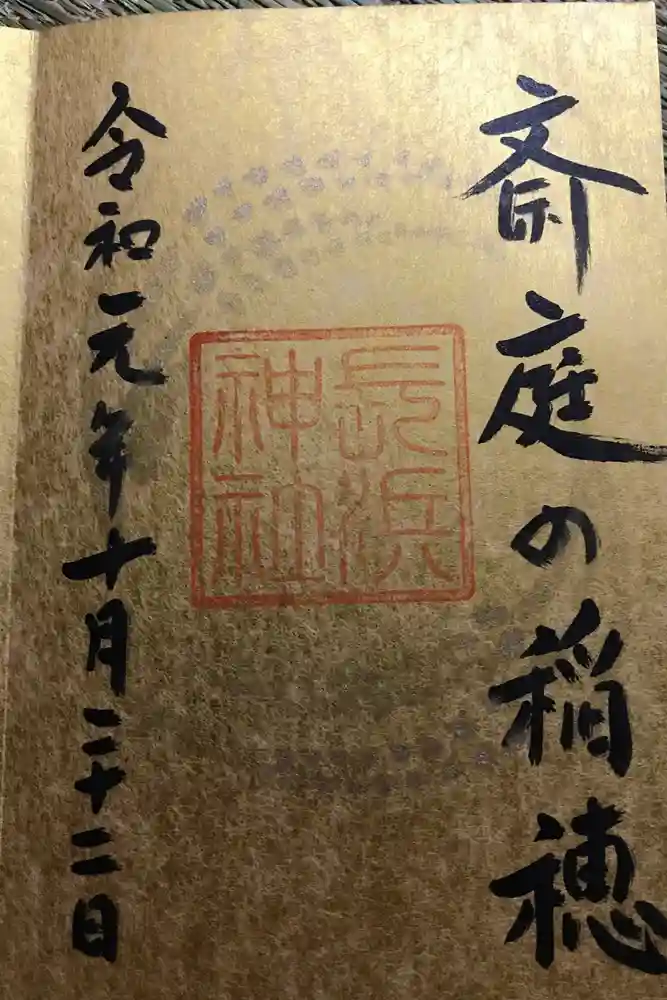 斎庭の稲穂
長浜
神社
令和元年十月二十二日